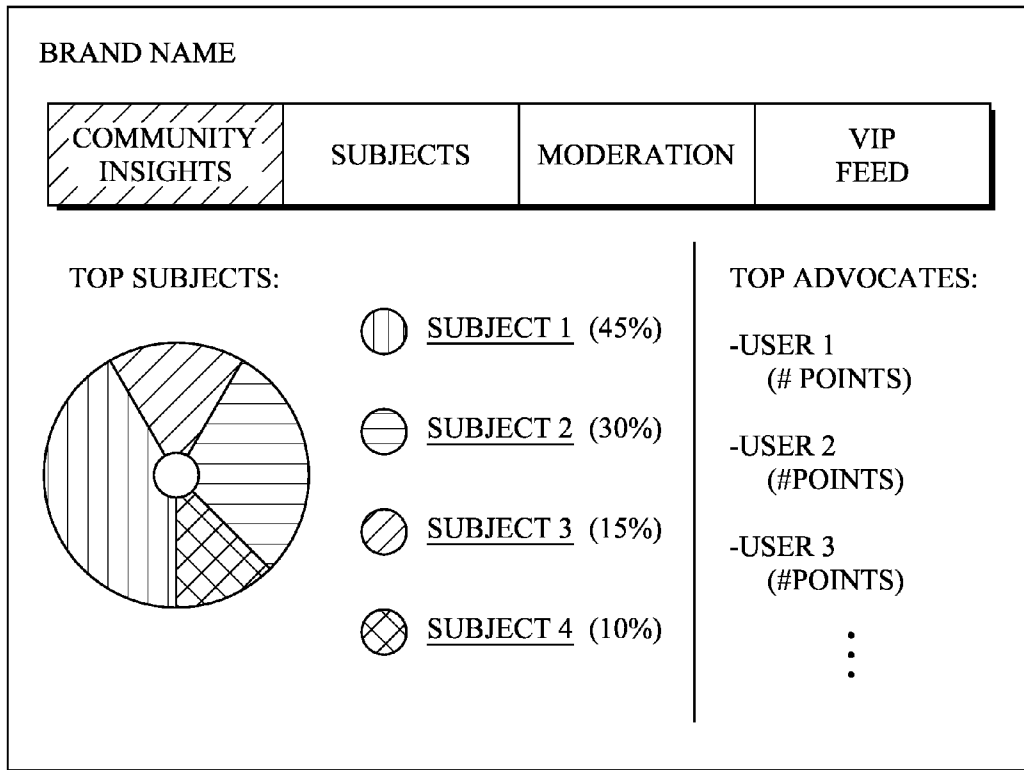 BRAND NAME
COMMUNITY
INSIGHTS
SUBJECTS
MODERATION
VIP
FEED
TOP SUBJECTS:
SUBJECT 1 (45%)
SUBJECT 2 (30%)
SUBJECT 3 (15%)
SUBJECT 4 (10%)
TOP ADVOCATES:
-USER 1
(# POINTS)
-USER 2
(#POINTS)
-USER 3
(#POINTS)